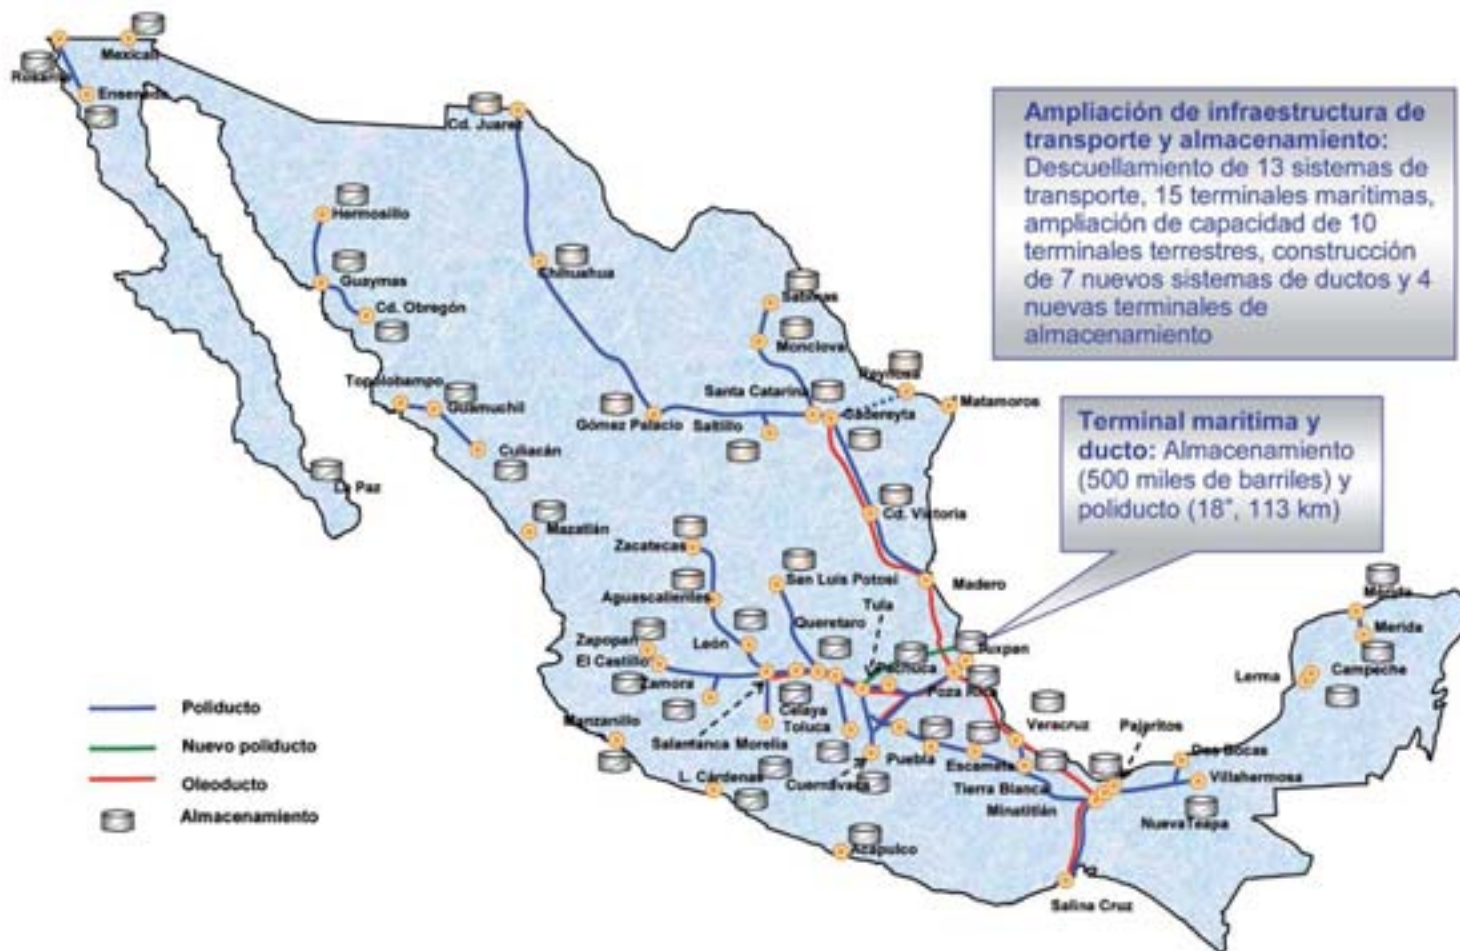 Mexicali
Rosarito
Ensenada
Cd. Juarez
Ampliación de infraestructura de
transporte y almacenamiento:
Descuellamiento de 13 sistemas de
transporte, 15 terminales marítimas,
ampliación de capacidad de 10
terminales terrestres, construcción
de 7 nuevos sistemas de ductos y 4
nuevas terminales de
almacenamiento
Hermosillo
Guaymas
Cd. Obregón
Chihuahua
Sabinas
Monclova
Reynosa
Topolobampo
Guamuchil
Santa Catarina
Matamoros
Gómez Palacio
Saltillo
Cadereyta
Culiacán
La Paz
Terminal marítima y
ducto: Almacenamiento
(500 miles de barriles) y
poliducto (18", 113 km)
Cd. Victoria
Mazatlán
Zacatecas
San Luis Potosí
Madero
Aguascalientes
Tula
Queretaro
Zapopan
León
El Castillo
Pachuca
Tuxpan
Merida
Lerma
Campeche
Zamora
Poza Rica
Celaya
Manzanillo
Toluca
Veracruz
Pajaritos
Salamanca
Morelia
Puebla
Escamela
Dos Bocas
L. Cárdenas
Cuernavaca
Tierra Blanca
Villahermosa
Minatitlán
NuevaTeapa
Acapulco
Salina Cruz
Poliducto
Nuevo poliducto
Oleoducto
Almacenamiento